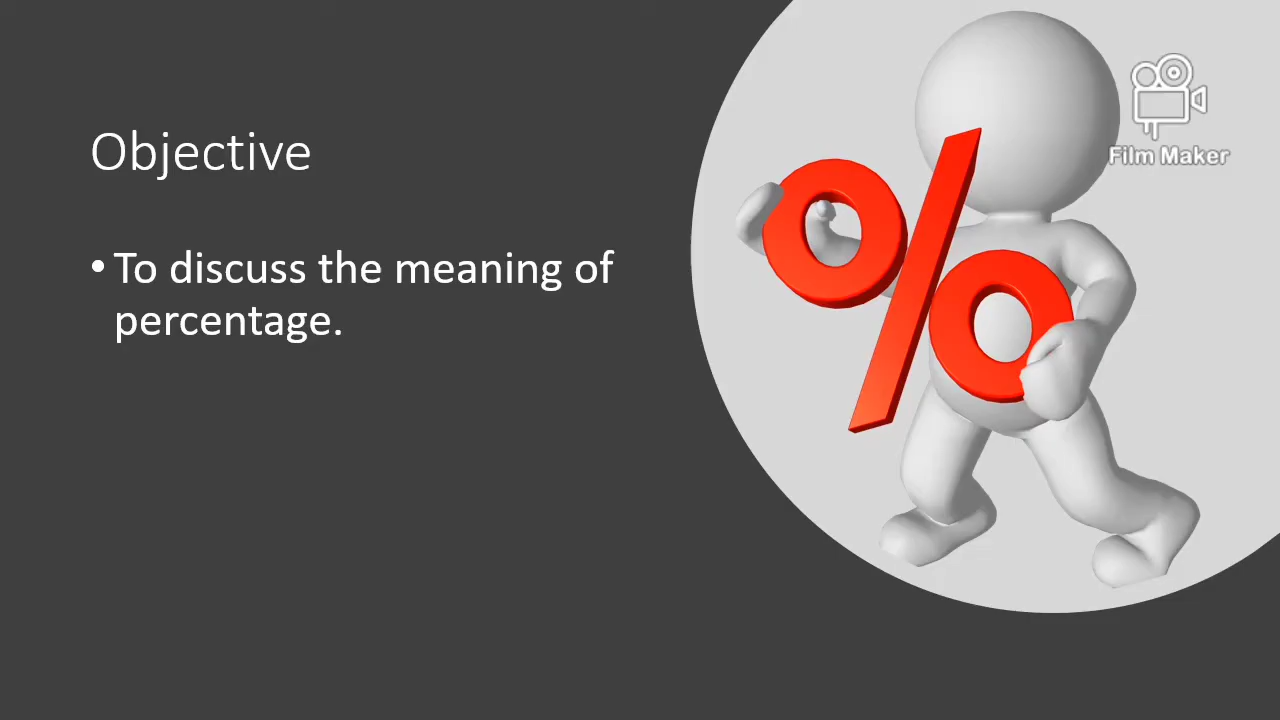 Objective
• To discuss the meaning of
percentage.
%
Film Maker